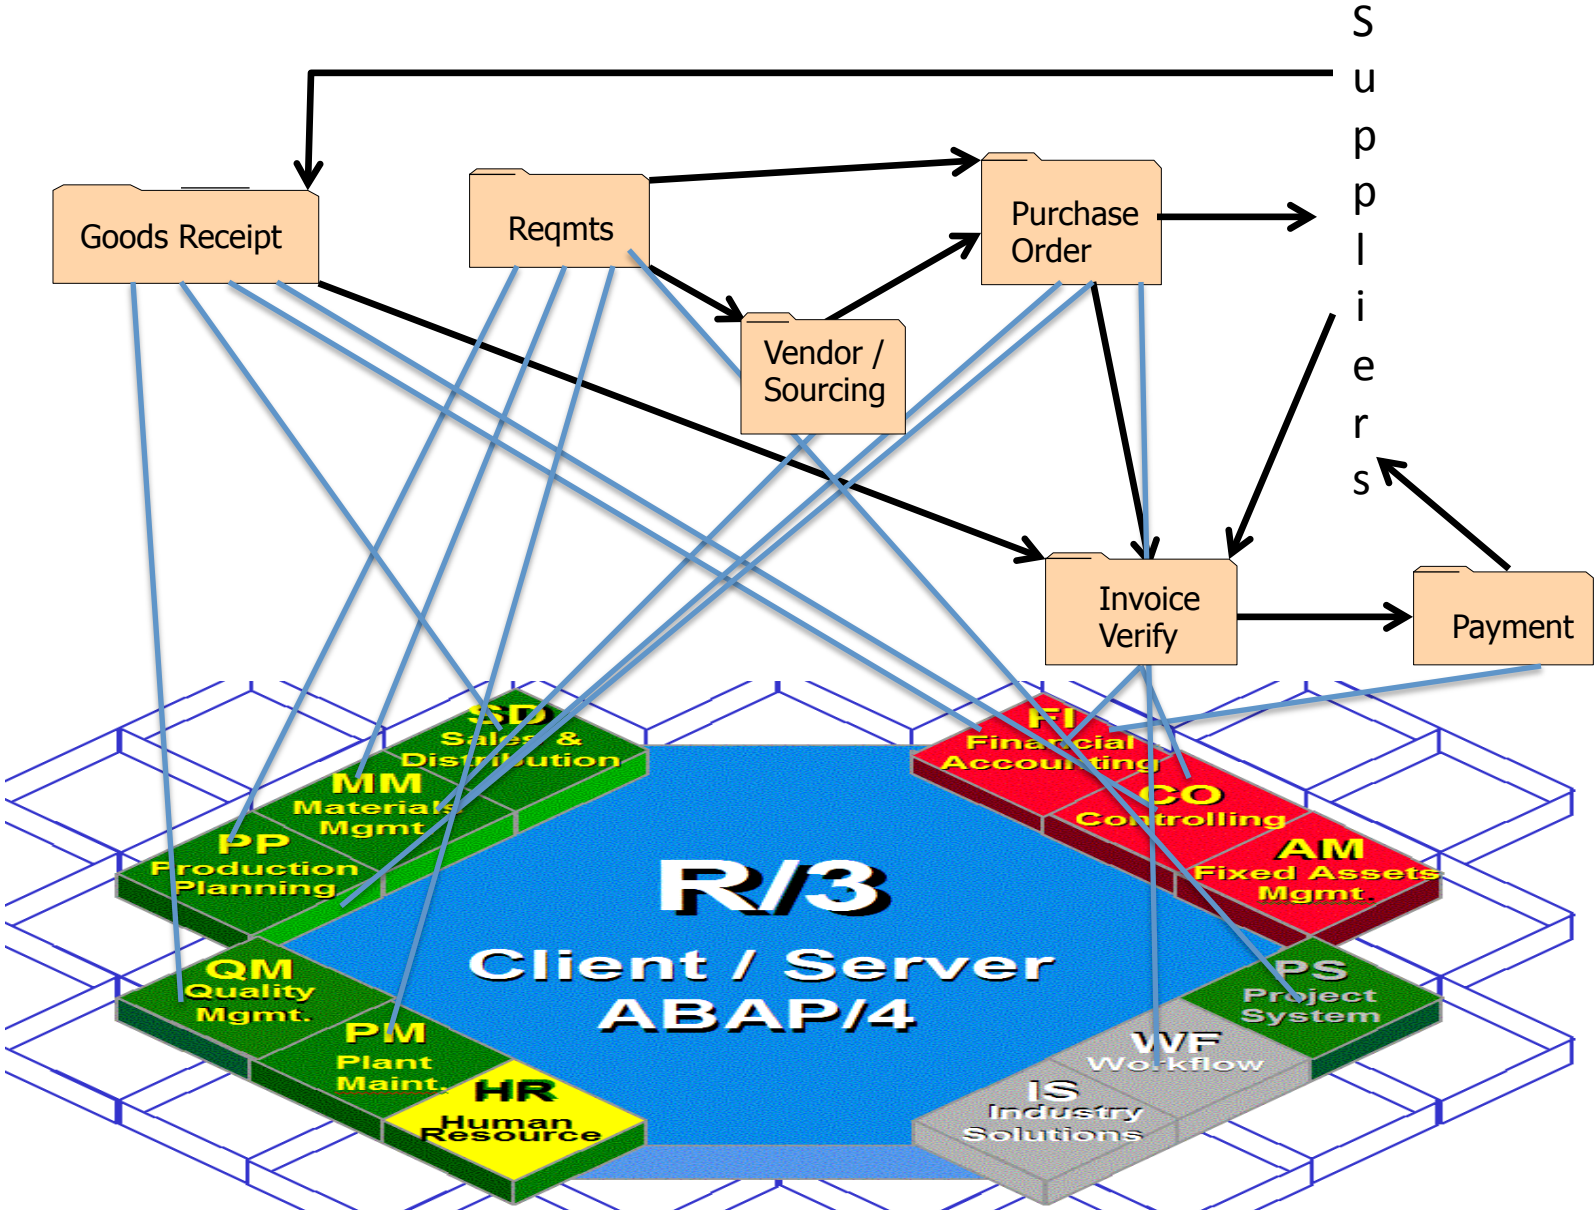 Suppliers
Goods Receipt
Reqmts
Purchase
Order
Vendor /
Sourcing
Invoice
Verify
Payment
SD
Sales &
Distribution
MM
Materials
Mgmt.
PP
Production
Planning
FI
Financial
Accounting
CO
Controlling
AM
Fixed Assets
Mgmt.
R/3
Client / Server
ABAP/4
QM
Quality
Mgmt.
PM
Plant
Maint.
HR
Human
Resource
PS
Project
System
WF
Workflow
IS
Industry
Solutions